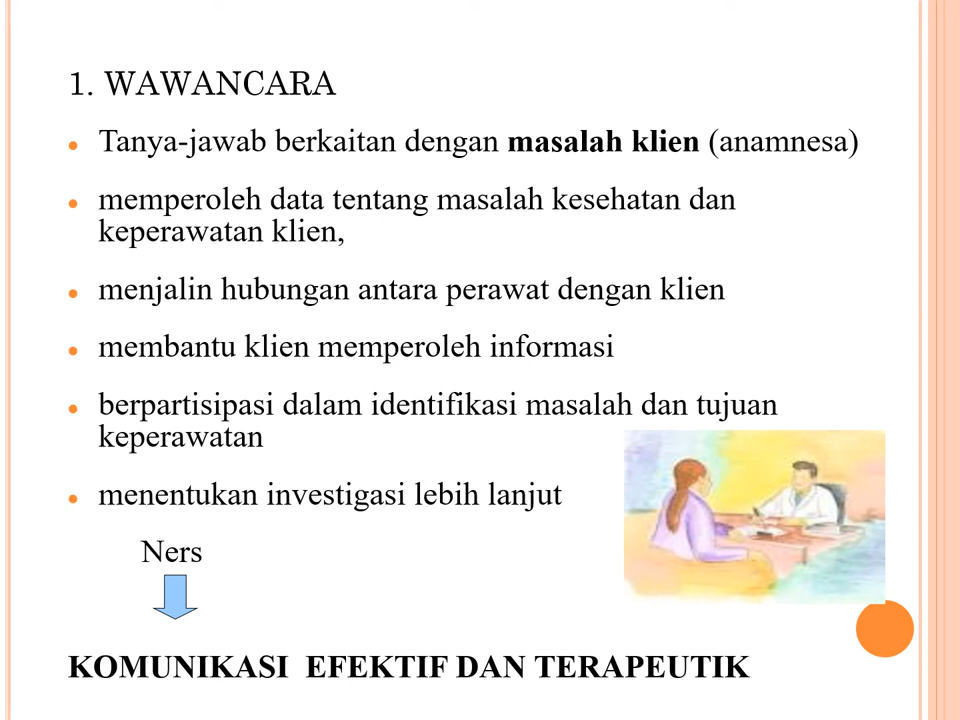 1. WAWANCARA
Tanya-jawab berkaitan dengan masalah klien (anamnesa)
memperoleh data tentang masalah kesehatan dan
keperawatan klien,
menjalin hubungan antara perawat dengan klien
membantu klien memperoleh informasi
berpartisipasi dalam identifikasi masalah dan tujuan
keperawatan
menentukan investigasi lebih lanjut
Ners
KOMUNIKASI EFEKTIF DAN TERAPEUTIK